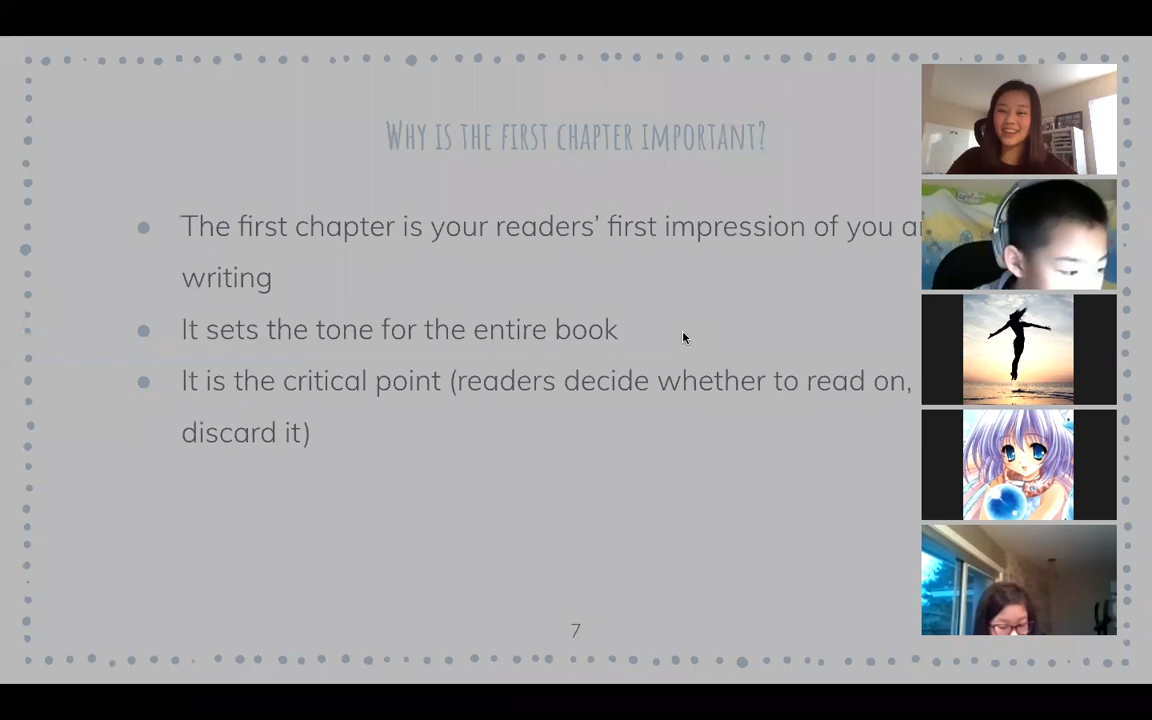 WHY IS THE FIRST CHAPTER IMPORTANT?
The first chapter is your readers’ first impression of you
writing
It sets the tone for the entire book
It is the critical point (readers decide whether to read on,
discard it)
7